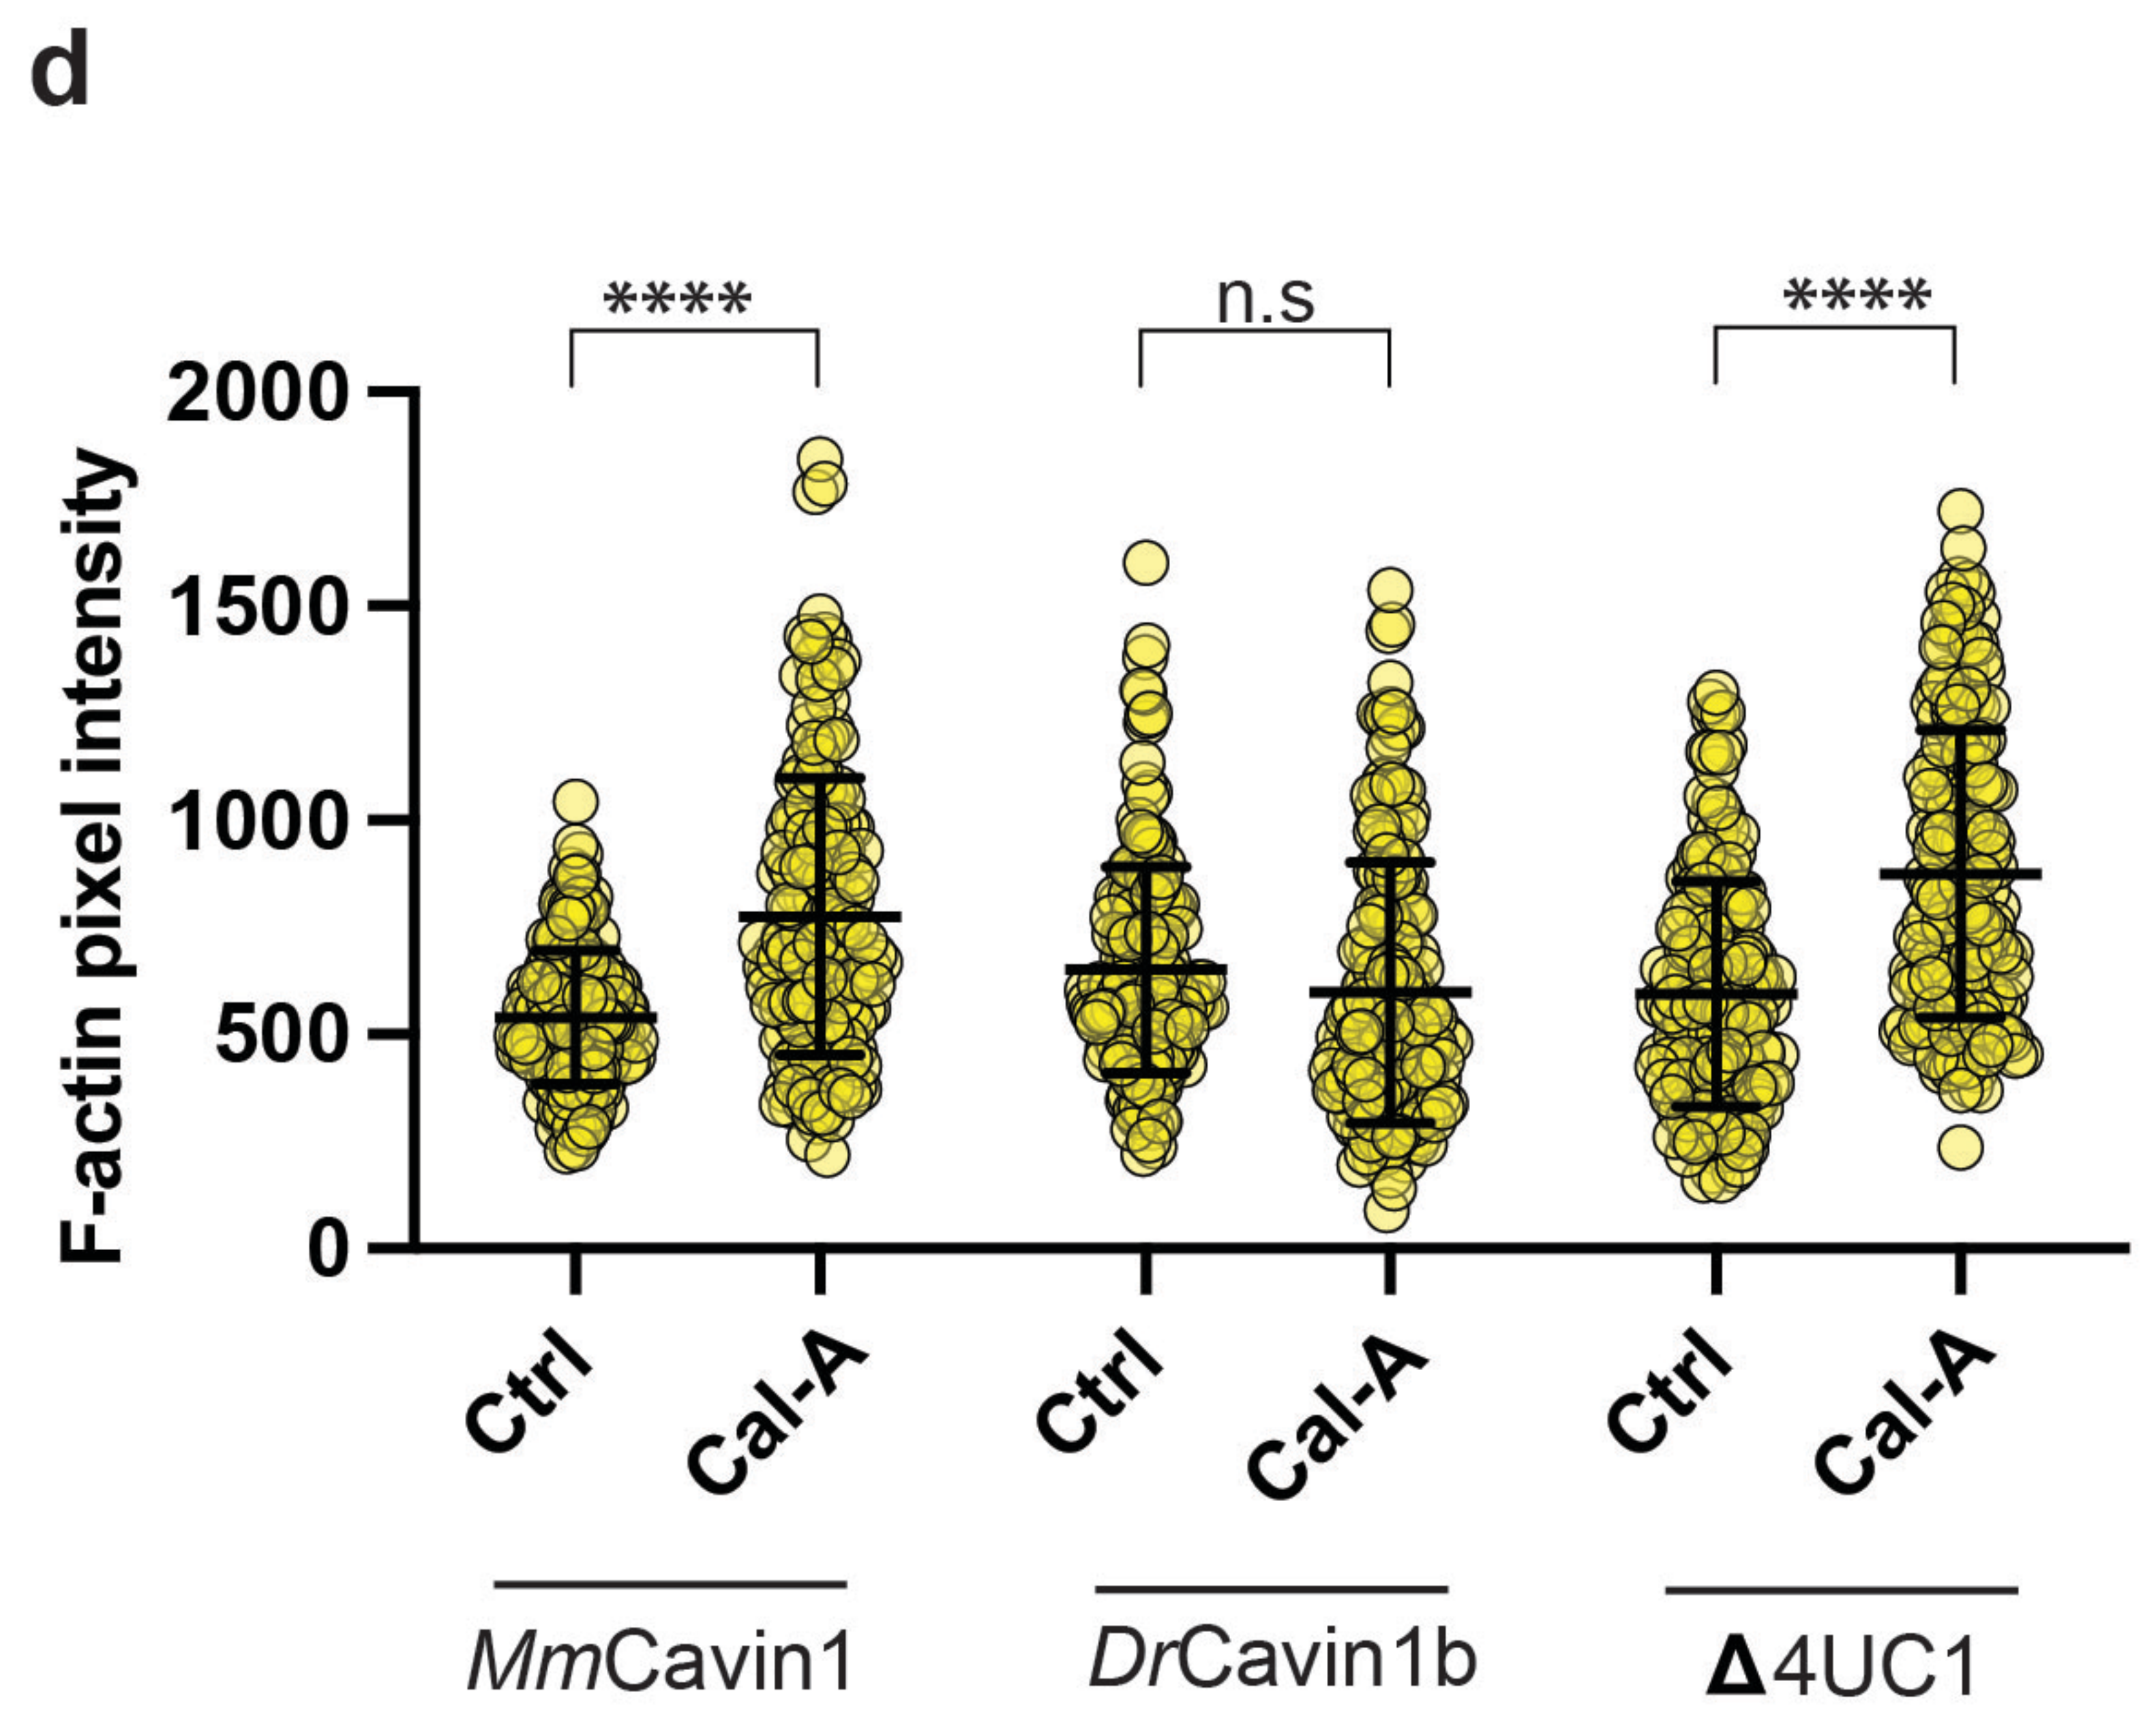 d
**** n.s ****
2000
1500
1000
500
0
F-actin pixel intensity
Ctrl Cal-A Ctrl Cal-A Ctrl Cal-A
MmCavin1 DrCavin1b Δ4UC1